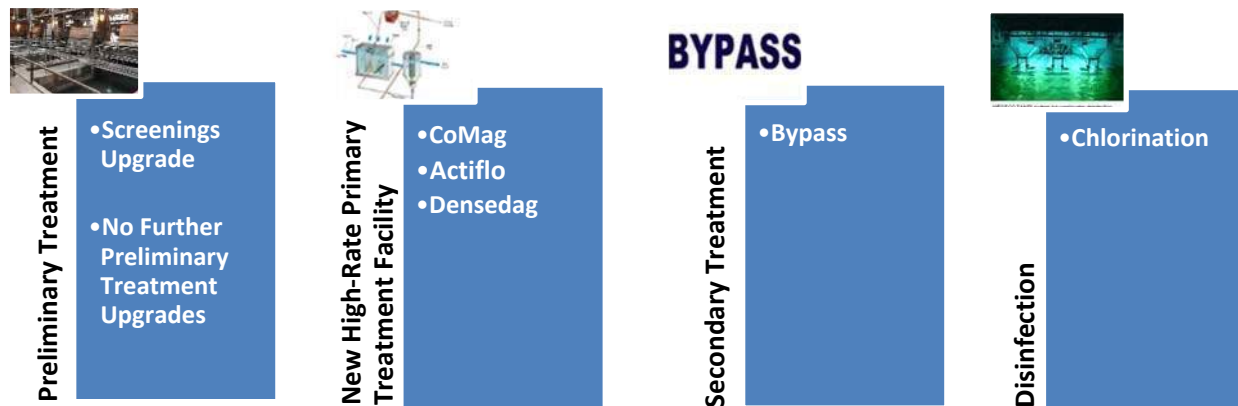 BYPASS
Preliminary Treatment
•Screenings
Upgrade
•No Further
Preliminary
Treatment
Upgrades
New High-Rate Primary
Treatment Facility
•CoMag
•Actiflo
•Densedag
Secondary Treatment
•Bypass
Disinfection
•Chlorination